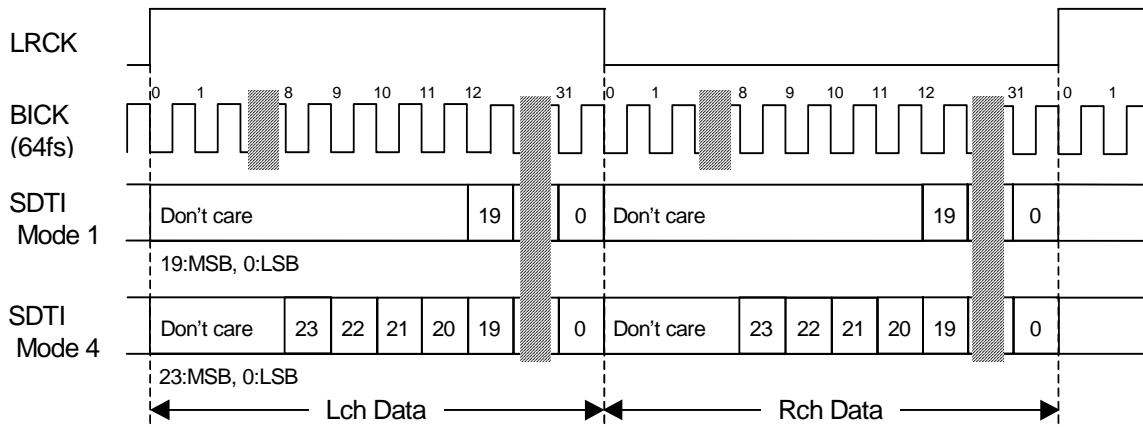 LRCK
0 1 8 9 10 11 12 31 0 1 8 9 10 11 12 31 0 1
BICK
(64fs)
SDTI
Mode 1
Don't care 19 0 Don't care 19 0
19:MSB, 0:LSB
SDTI
Mode 4
Don't care 23 22 21 20 19 0 Don't care 23 22 21 20 19 0
23:MSB, 0:LSB
Lch Data Rch Data